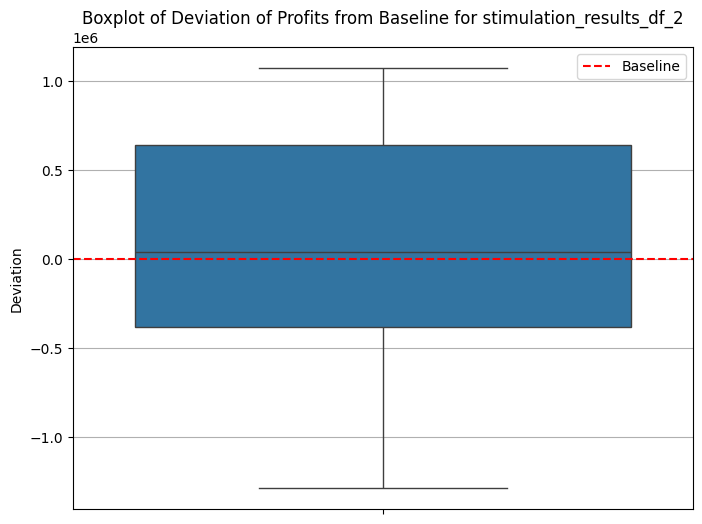 Boxplot of Deviation of Profits from Baseline for stimulation_results_df_2
1e6
Baseline
1.0
0.5
0.0
−0.5
−1.0
Deviation